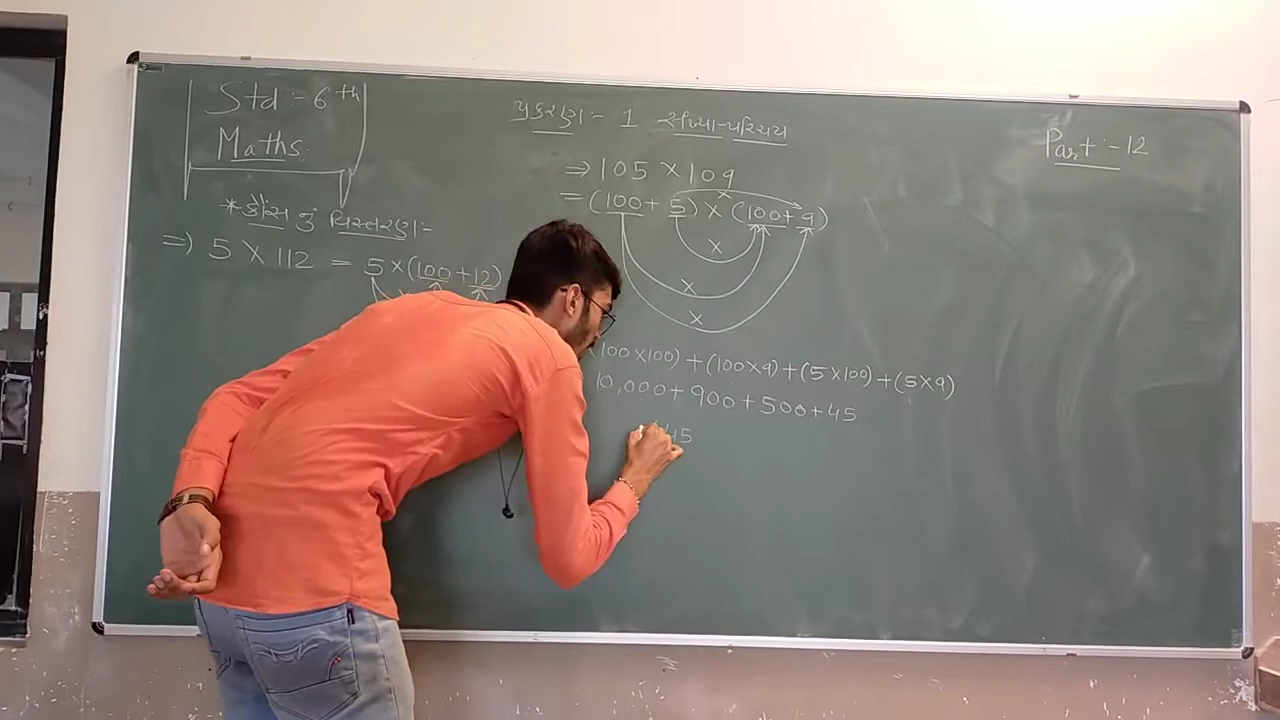 Std :- 6th
Maths
પ્રકરણ :- 1 સંખ્યા-પરિચય
Part :- 12
⇒ 105 × 109
= (100 + 5) × (100 + 9)
* કૌંસ નું વિસ્તરણ :-
⇒ 5 × 112 = 5 × (100 + 12)
(100 × 100) + (100 × 9) + (5 × 100) + (5 × 9)
10,000 + 900 + 500 + 45
45